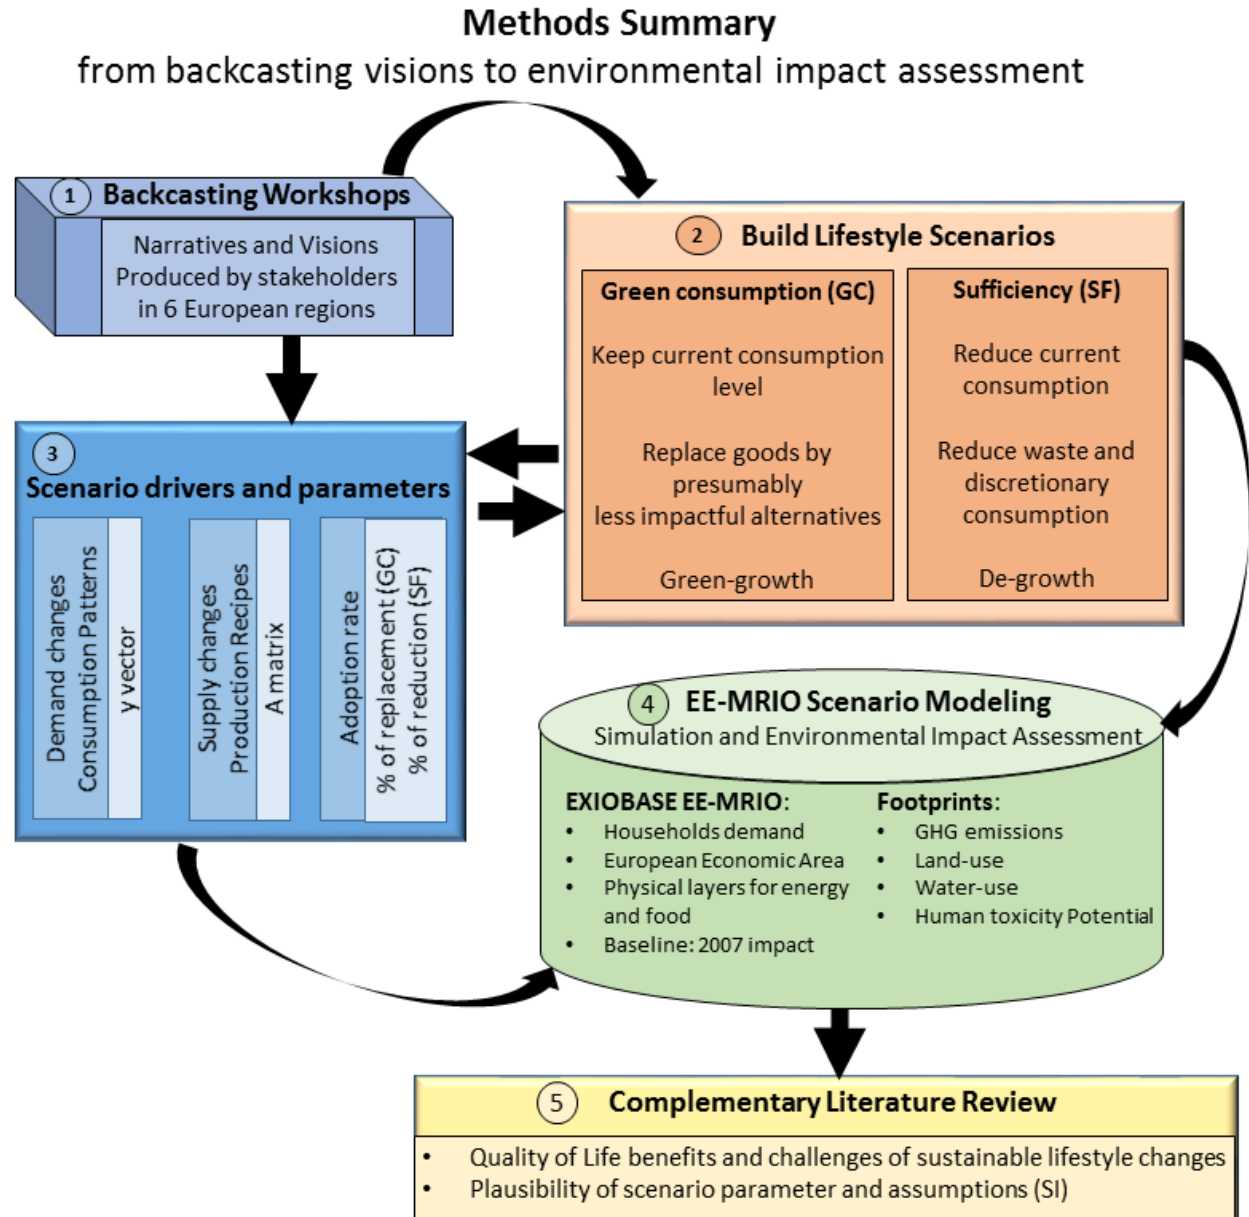 Methods Summary
from backcasting visions to environmental impact assessment
1 Backcasting Workshops
Narratives and Visions
Produced by stakeholders
in 6 European regions
2 Build Lifestyle Scenarios
Green consumption (GC)
Keep current consumption
level
Replace goods by
presumably
less impactful alternatives
Green-growth
Sufficiency (SF)
Reduce current
consumption
Reduce waste and
discretionary
consumption
De-growth
3
Scenario drivers and parameters
Demand changes
Consumption Patterns
y vector
Supply changes
Production Recipes
A matrix
Adoption rate
% of replacement (GC)
% of reduction (SF)
4 EE-MRIO Scenario Modeling
Simulation and Environmental Impact Assessment
EXIOBASE EE-MRIO:
• Households demand
• European Economic Area
• Physical layers for energy
and food
• Baseline: 2007 impact
Footprints:
• GHG emissions
• Land-use
• Water-use
• Human toxicity Potential
5 Complementary Literature Review
• Quality of Life benefits and challenges of sustainable lifestyle changes
• Plausibility of scenario parameter and assumptions (SI)